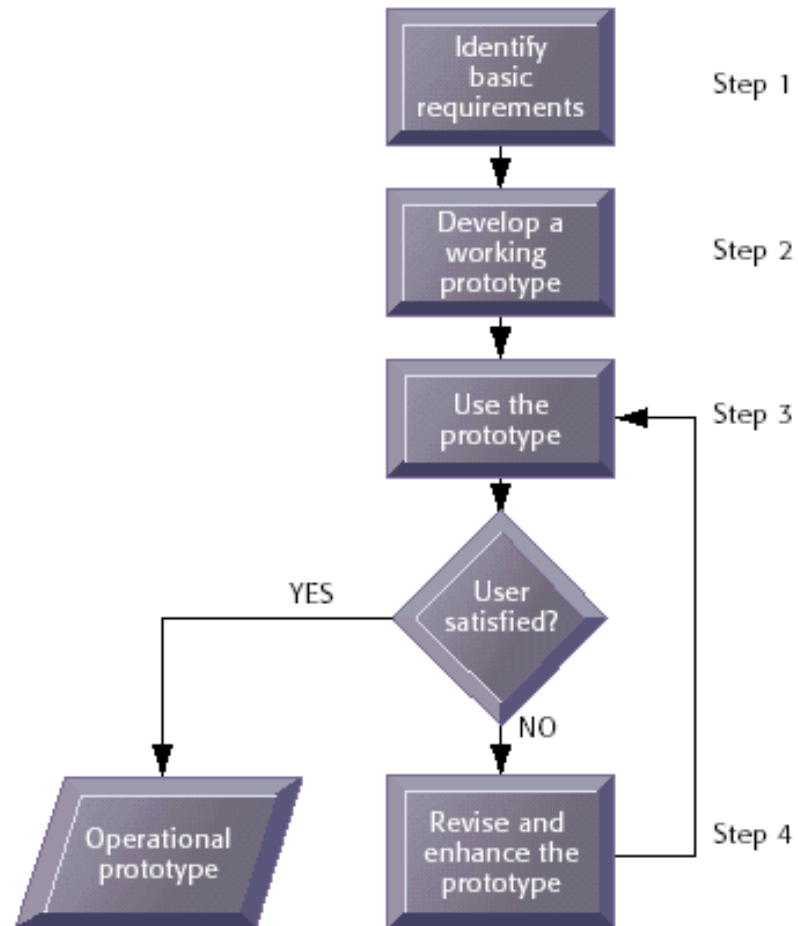 Identify
basic
requirements
Step 1
Develop a
working
prototype
Step 2
Use the
prototype
Step 3
User
satisfied?
YES
NO
Operational
prototype
Revise and
enhance the
prototype
Step 4